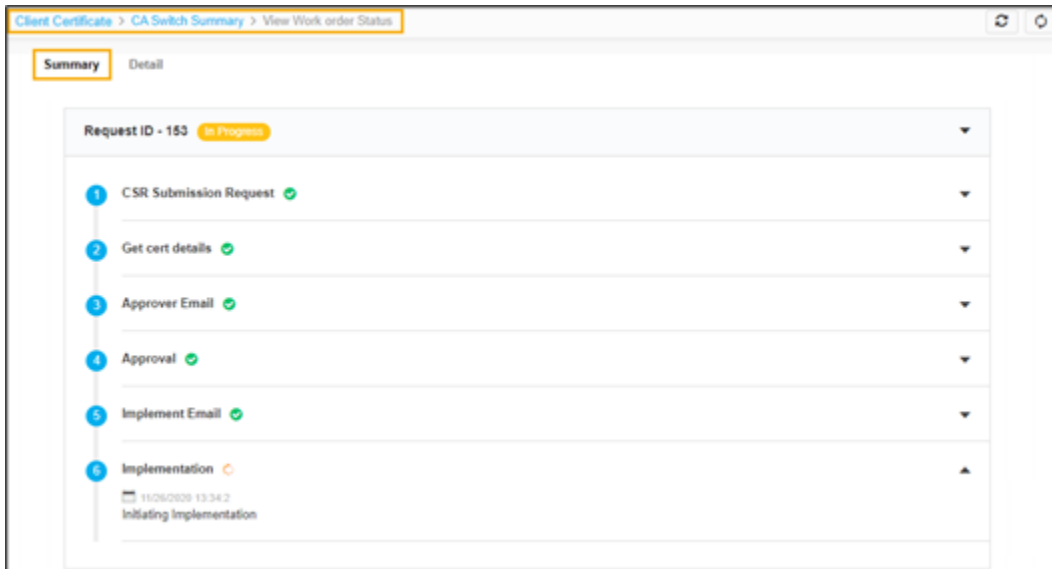 Client Certificate > CA Switch Summary > View Work order Status
Summary Detail
Request ID - 153 In Progress
1 CSR Submission Request
2 Get cert details
3 Approver Email
4 Approval
5 Implement Email
6 Implementation
11/26/2020 13:34:2
Initiating Implementation